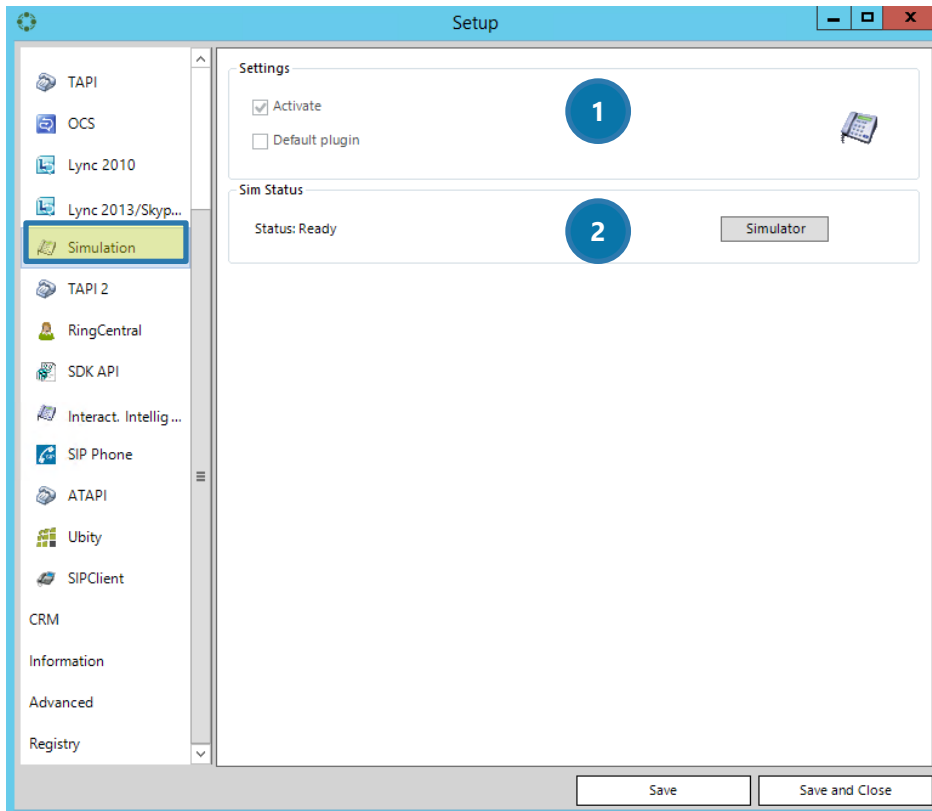 Setup
TAPI
OCS
Lync 2010
Lync 2013/Skyp...
Simulation
TAPI 2
RingCentral
SDK API
Interact. Intellig ...
SIP Phone
ATAPI
Ubity
SIPClient
CRM
Information
Advanced
Registry
Settings
Activate
1
Default plugin
Sim Status
Status: Ready
2
Simulator
Save
Save and Close